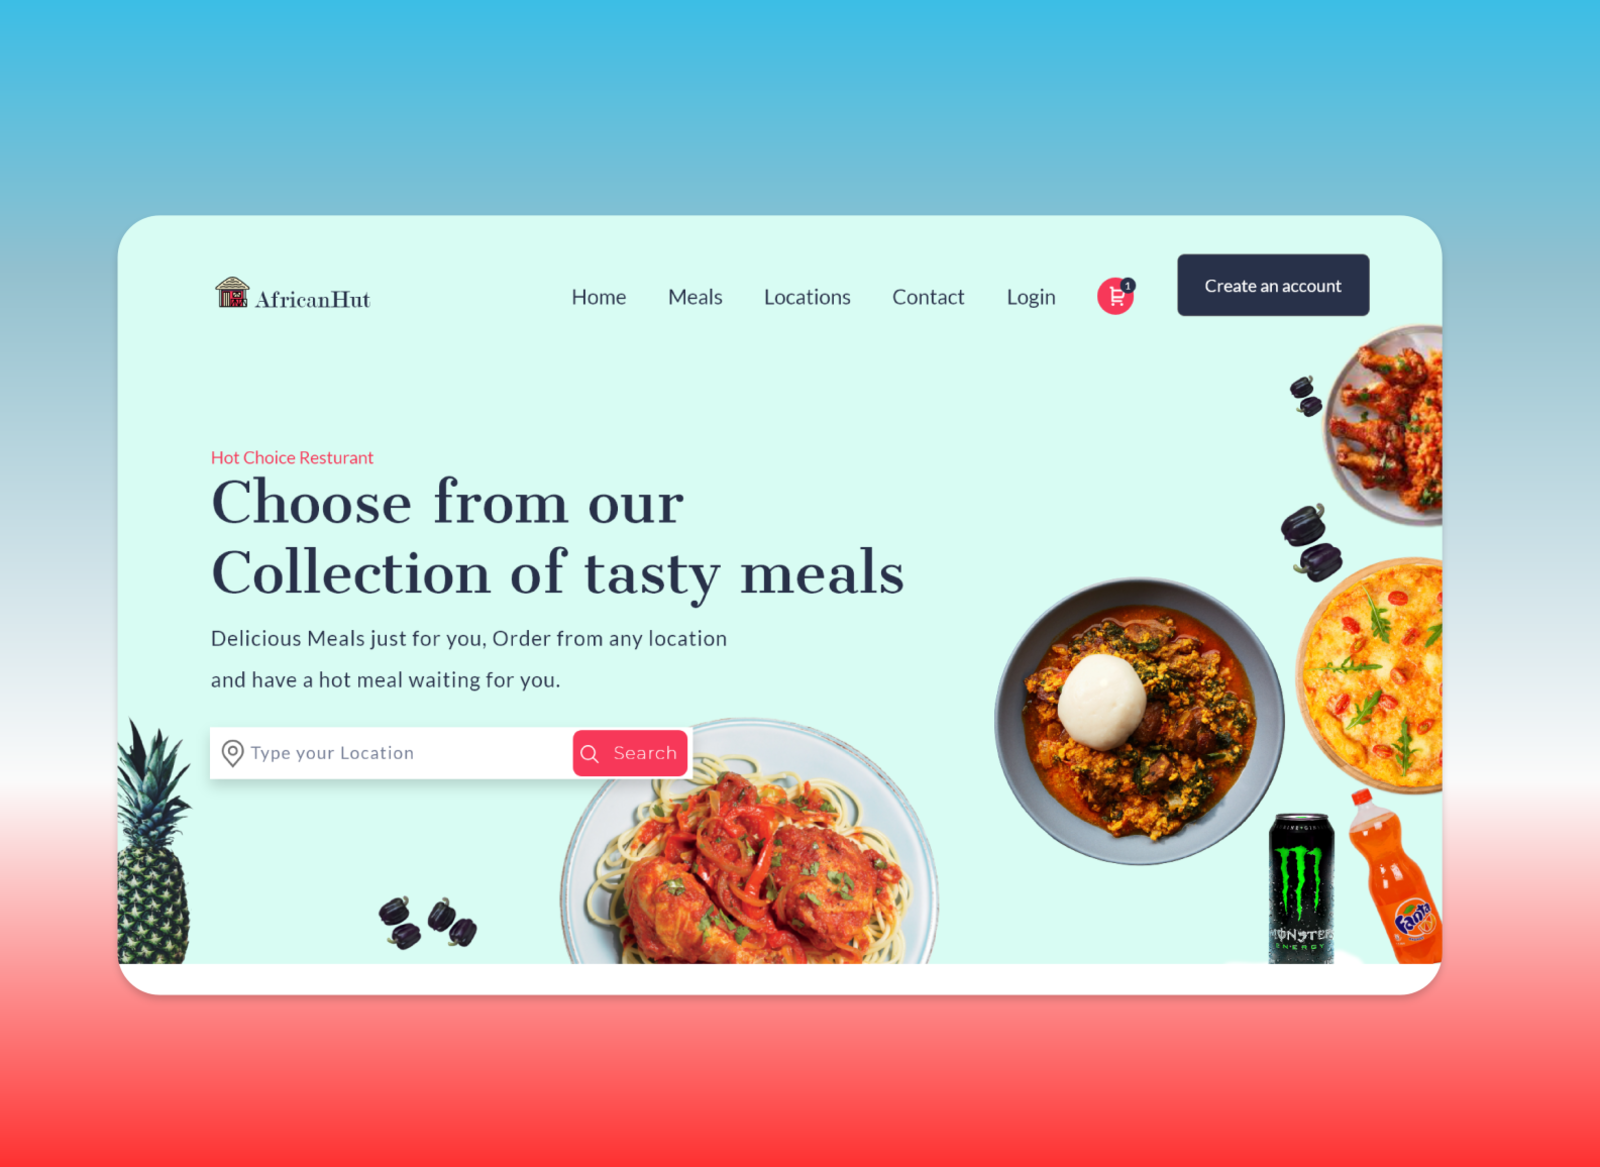 AfricanHut
Home
Meals
Locations
Contact
Login
1
Create an account
Hot Choice Resturant
Choose from our
Collection of tasty meals
Delicious Meals just for you, Order from any location
and have a hot meal waiting for you.
Type your Location
Search
MONSTER
ENERGY
Fanta